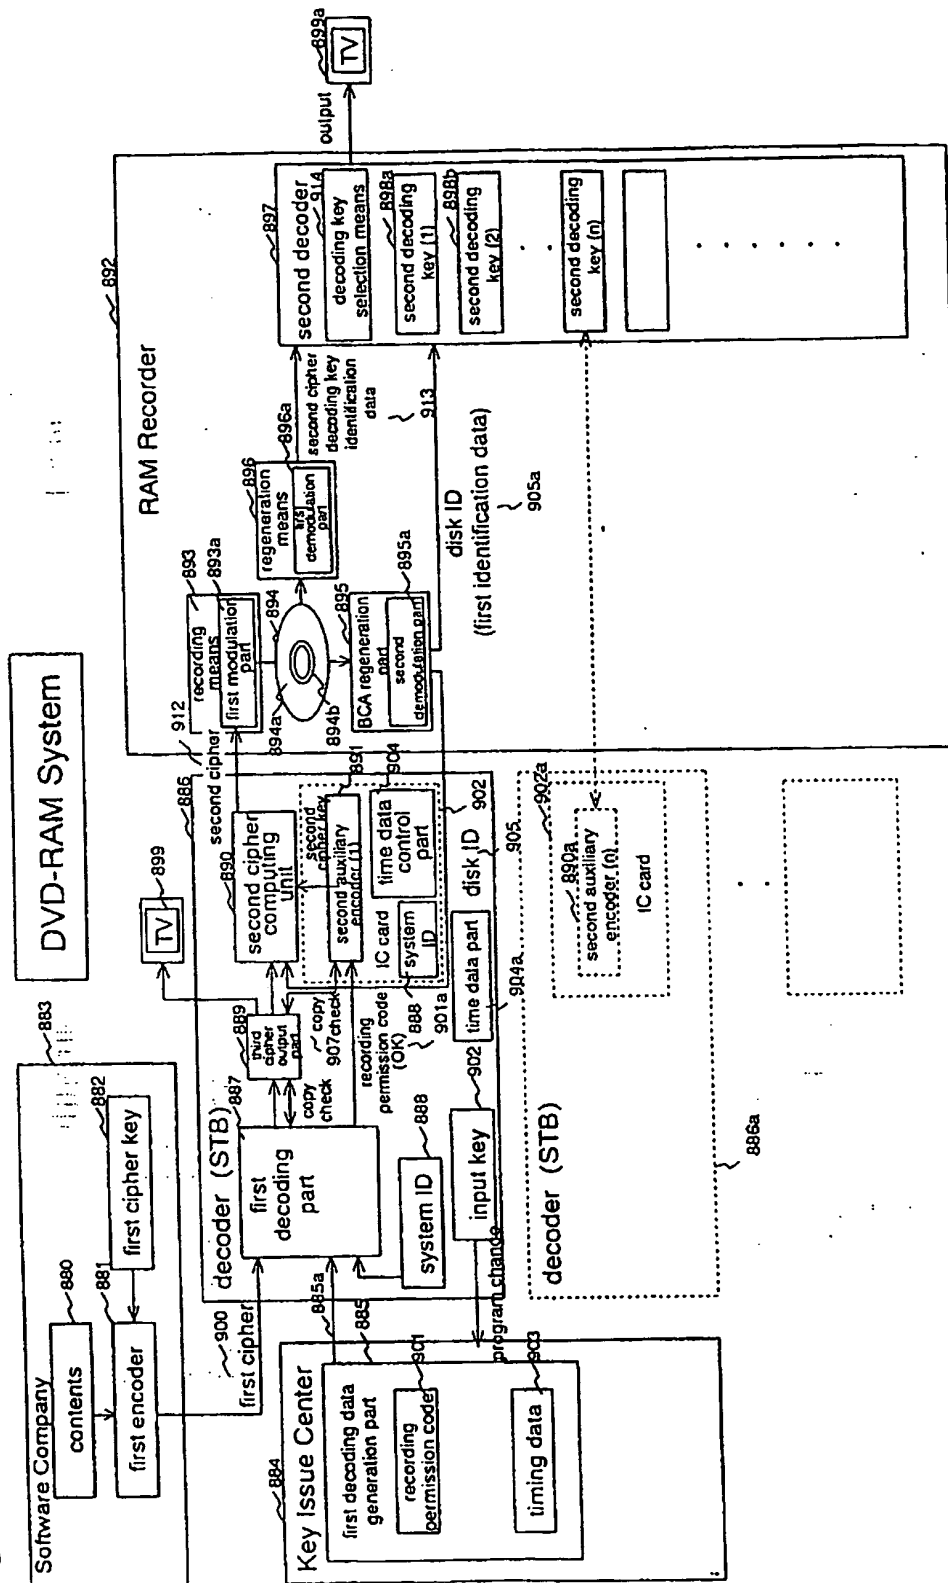 DVD-RAM System
Software Company
883
contents
880
881
first encoder
first cipher key
882
900
first cipher
Key Issue Center
884
first decoding data
generation part
885
885a
recording
permission code
901
timing data
903
program change
decoder (STB)
886
first
decoding
part
887
system ID
888
input key
902
copy
check
third
cipher
output
part
889
copy
check
907
recording
permission code
(OK)
901a
TV
899
second cipher
computing
unit
890
second cipher
912
second cipher key
second auxiliary
encoder (1)
891
IC card
system
ID
888
time data
control
part
904
902
time data part
904a
disk ID
905
decoder (STB)
886a
second auxiliary
encoder (n)
890a
IC card
902a
RAM Recorder
892
recording
means
893
first modulation
part
893a
894
894a
894b
BCA regeneration
part
895
second
demodulation part
895a
regeneration
means
896
demodulation
part
896a
second cipher
decoding key
identification
data
913
disk ID
(first identification data)
905a
second decoder
897
decoding key
selection means
914
second decoding
key (1)
898a
second decoding
key (2)
898b
second decoding
key (n)
output
TV
899a